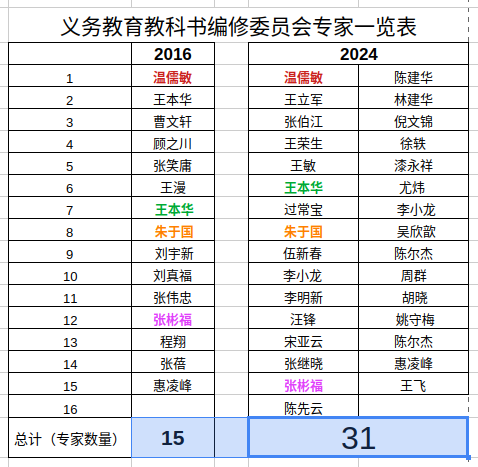 义务教育教科书编修委员会专家一览表
2016 2024
1 温儒敏 温儒敏 陈建华
2 王本华 王立军 林建华
3 曹文轩 张伯江 倪文锦
4 顾之川 王荣生 徐轶
5 张笑庸 王敏 漆永祥
6 王漫 王本华 尤炜
7 王本华 过常宝 李小龙
8 朱于国 朱于国 吴欣歆
9 刘宇新 伍新春 陈尔杰
10 刘真福 李小龙 周群
11 张伟忠 李明新 胡晓
12 张彬福 汪锋 姚守梅
13 程翔 宋亚云 陈尔杰
14 张蓓 张继晓 惠凌峰
15 惠凌峰 张彬福 王飞
16 陈先云
总计（专家数量） 15 31